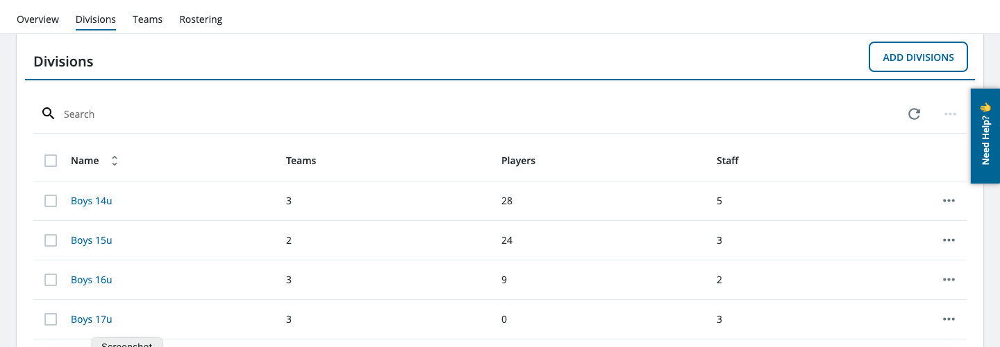 Overview Divisions Teams Rostering
Divisions
ADD DIVISIONS
Search
Need Help? 👋
Name Teams Players Staff
Boys 14u 3 28 5
Boys 15u 2 24 3
Boys 16u 3 9 2
Boys 17u 3 0 3
Screenshot